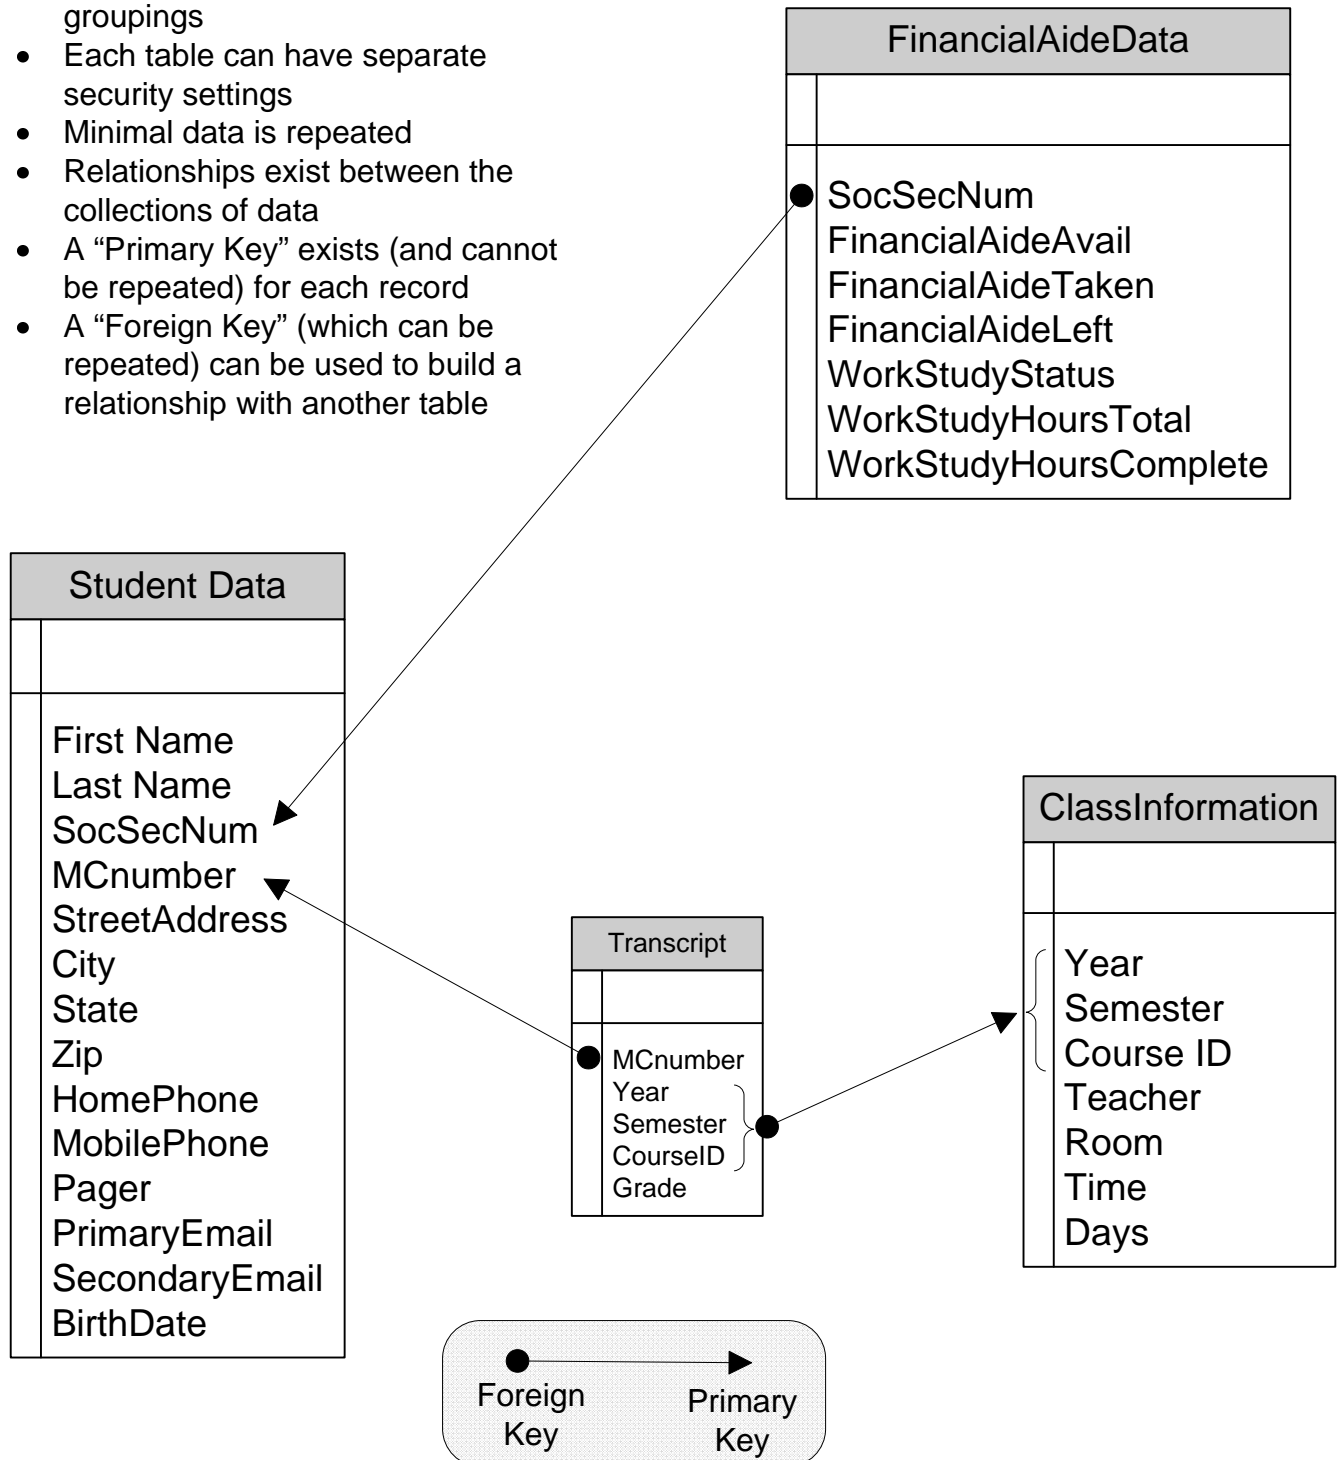 groupings
• Each table can have separate
security settings
• Minimal data is repeated
• Relationships exist between the
collections of data
• A “Primary Key” exists (and cannot
be repeated) for each record
• A “Foreign Key” (which can be
repeated) can be used to build a
relationship with another table
FinancialAideData
SocSecNum
FinancialAideAvail
FinancialAideTaken
FinancialAideLeft
WorkStudyStatus
WorkStudyHoursTotal
WorkStudyHoursComplete
Student Data
First Name
Last Name
SocSecNum
MCnumber
StreetAddress
City
State
Zip
HomePhone
MobilePhone
Pager
PrimaryEmail
SecondaryEmail
BirthDate
Transcript
MCnumber
Year
Semester
CourseID
Grade
ClassInformation
Year
Semester
Course ID
Teacher
Room
Time
Days
Foreign
Key
Primary
Key